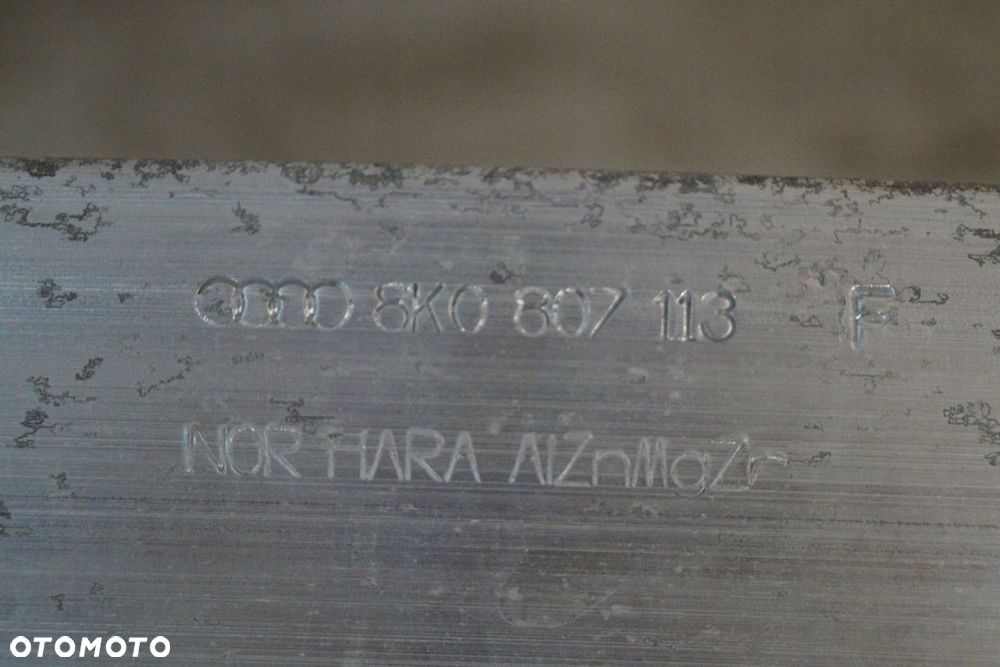 8K0 807 113 F
NOR HARA AlZnMgZr
OTOMOTO